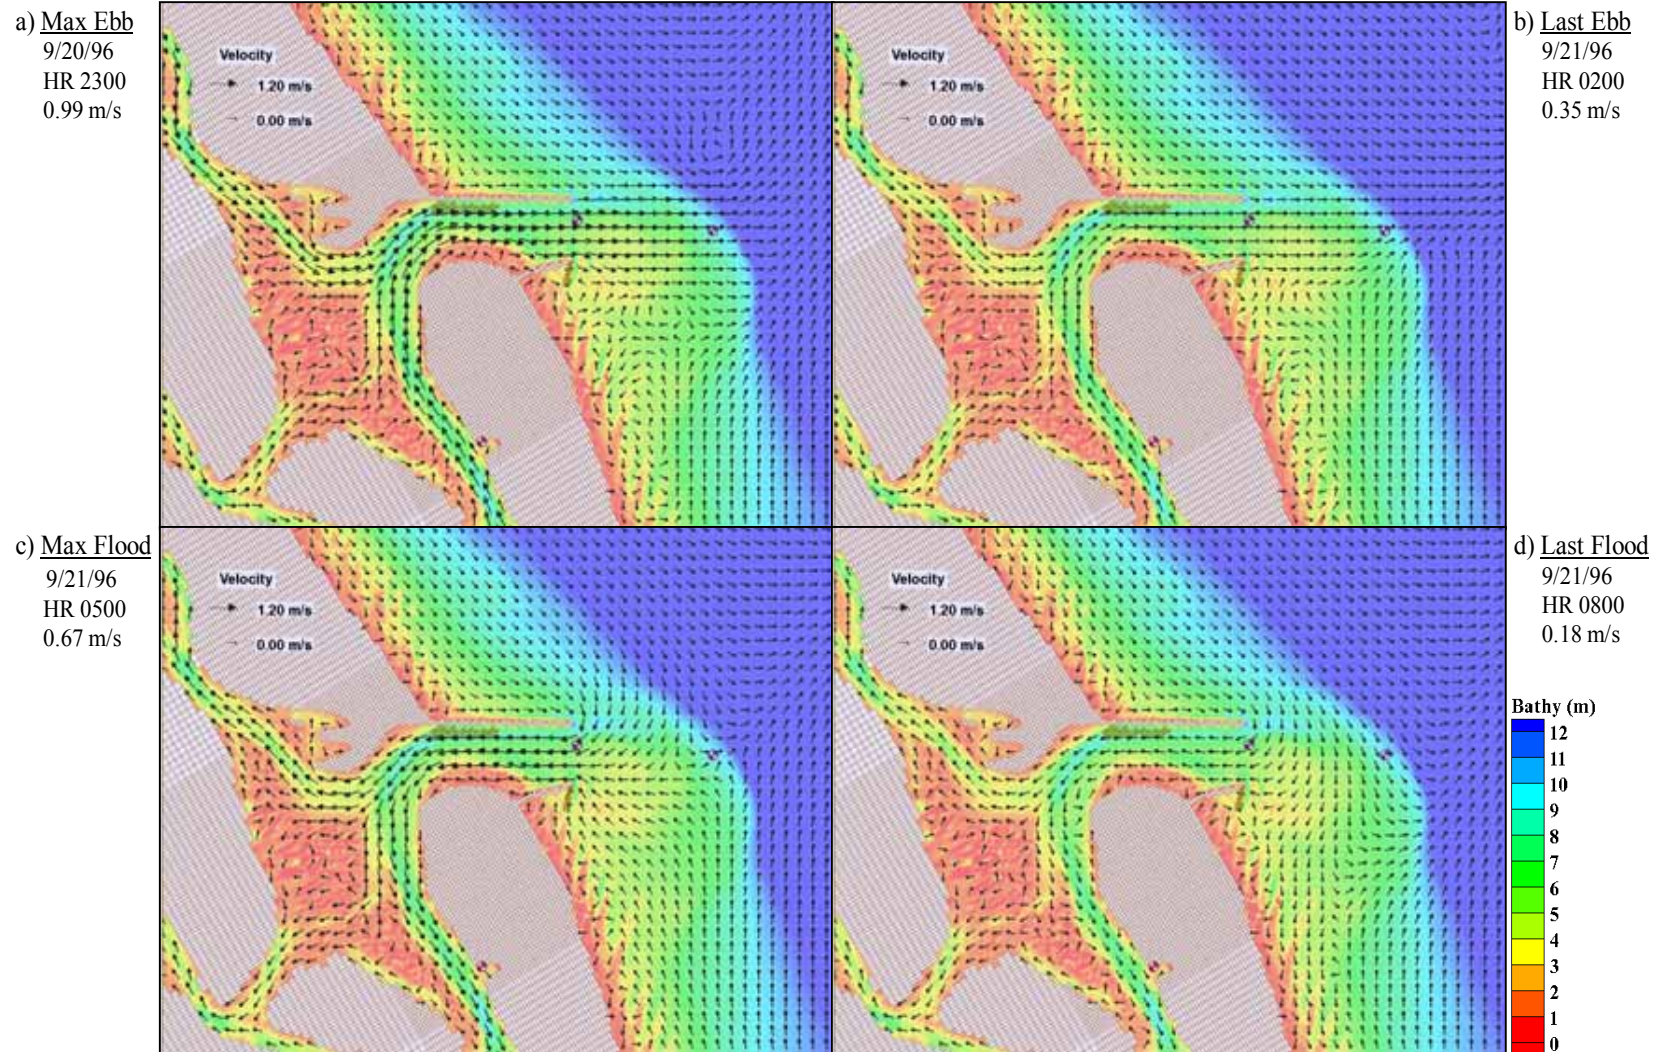 a) Max Ebb
9/20/96
HR 2300
0.99 m/s
Velocity
1.20 m/s
0.00 m/s
Velocity
1.20 m/s
0.00 m/s
b) Last Ebb
9/21/96
HR 0200
0.35 m/s
c) Max Flood
9/21/96
HR 0500
0.67 m/s
Velocity
1.20 m/s
0.00 m/s
Velocity
1.20 m/s
0.00 m/s
d) Last Flood
9/21/96
HR 0800
0.18 m/s
Bathy (m)
12
11
10
9
8
7
6
5
4
3
2
1
0